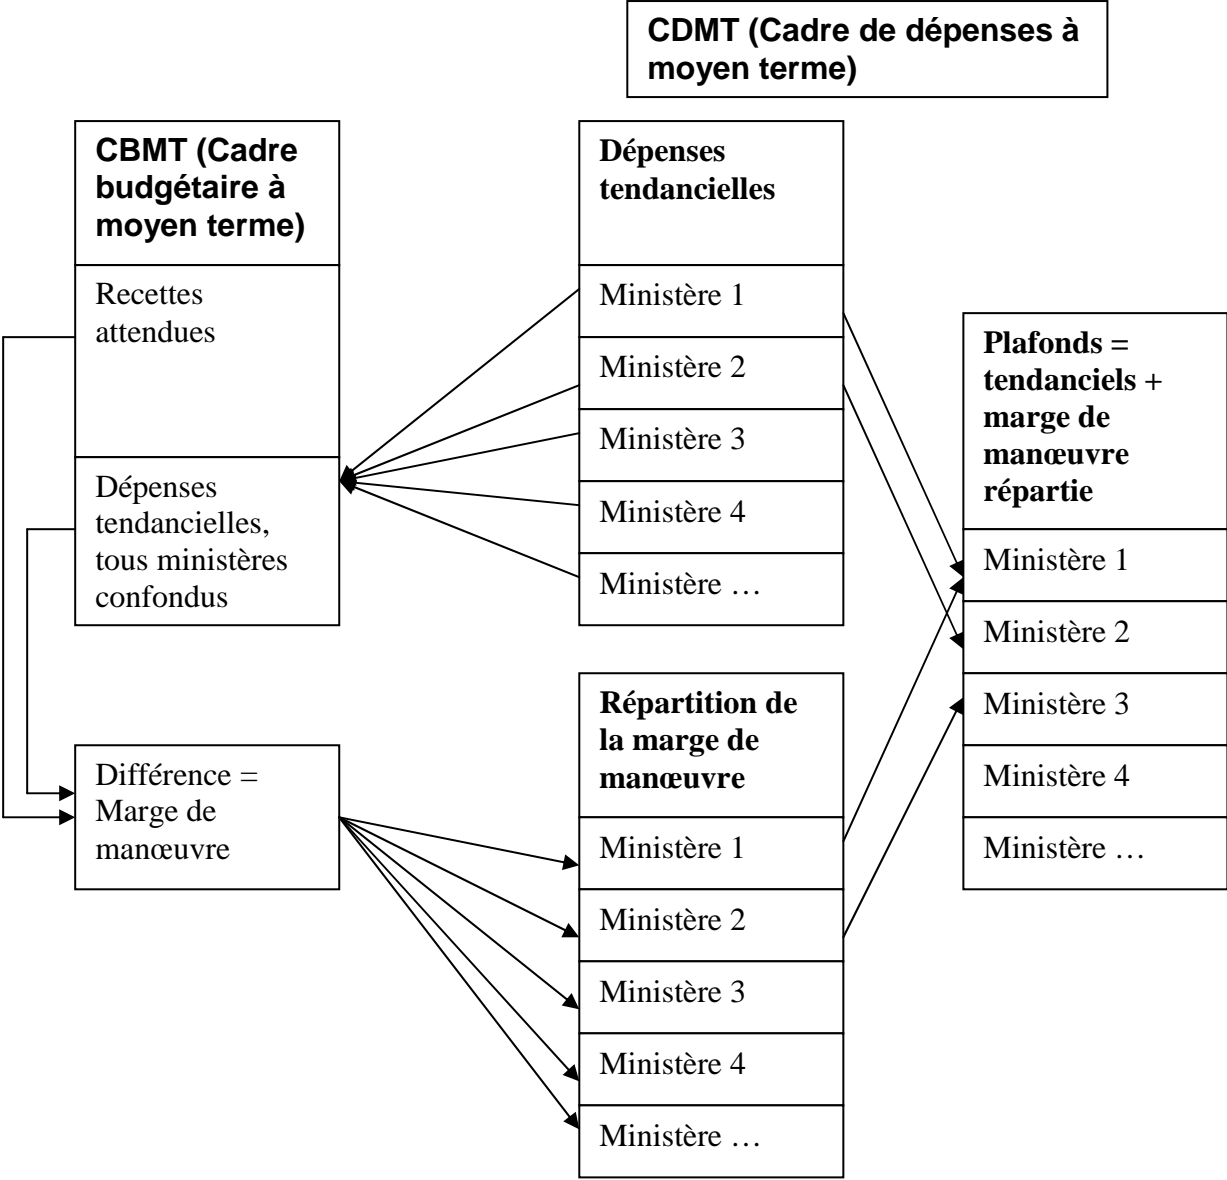 CDMT (Cadre de dépenses à
moyen terme)
CBMT (Cadre
budgétaire à
moyen terme)
Recettes
attendues
Dépenses
tendancielles,
tous ministères
confondus
Différence =
Marge de
manœuvre
Dépenses
tendancielles
Ministère 1
Ministère 2
Ministère 3
Ministère 4
Ministère …
Répartition de
la marge de
manœuvre
Ministère 1
Ministère 2
Ministère 3
Ministère 4
Ministère …
Plafonds =
tendanciels +
marge de
manœuvre
répartie
Ministère 1
Ministère 2
Ministère 3
Ministère 4
Ministère …